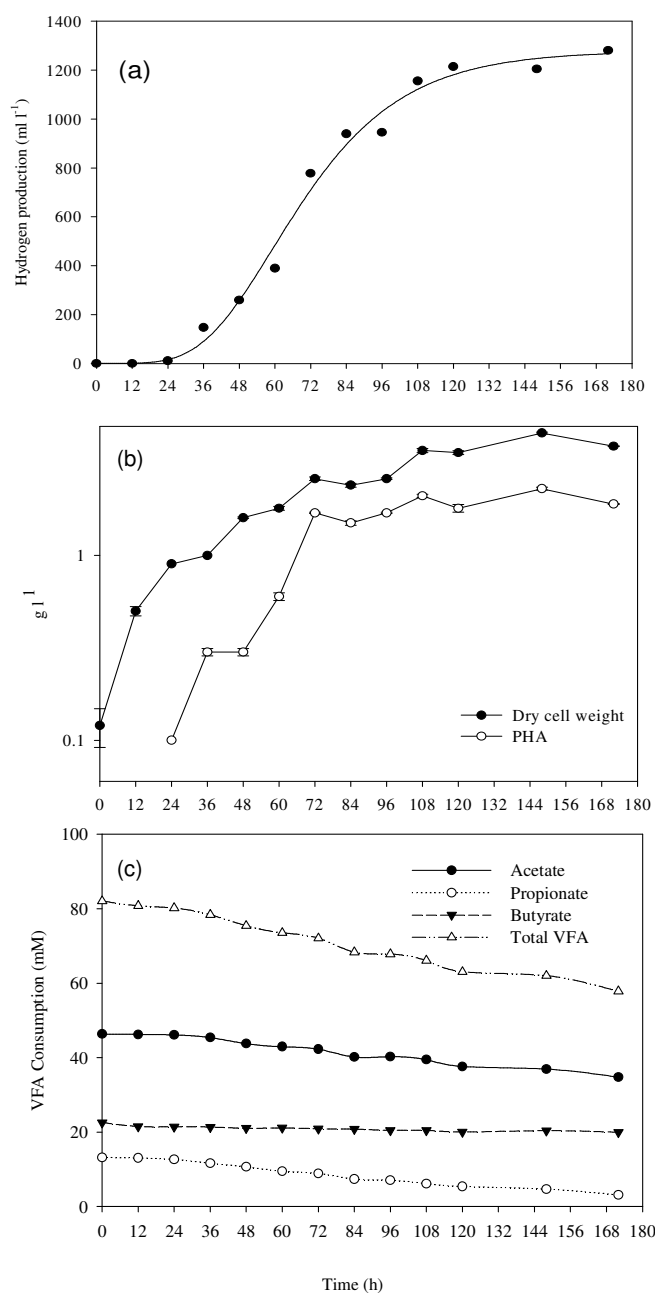 (a)
Hydrogen production (ml l-1)
1400
1200
1000
800
600
400
200
0
0 12 24 36 48 60 72 84 96 108 120 132 144 156 168 180
(b)
g l-1
1
0.1
Dry cell weight
PHA
0 12 24 36 48 60 72 84 96 108 120 132 144 156 168 180
(c)
VFA Consumption (mM)
100
80
60
40
20
0
Acetate
Propionate
Butyrate
Total VFA
0 12 24 36 48 60 72 84 96 108 120 132 144 156 168 180
Time (h)